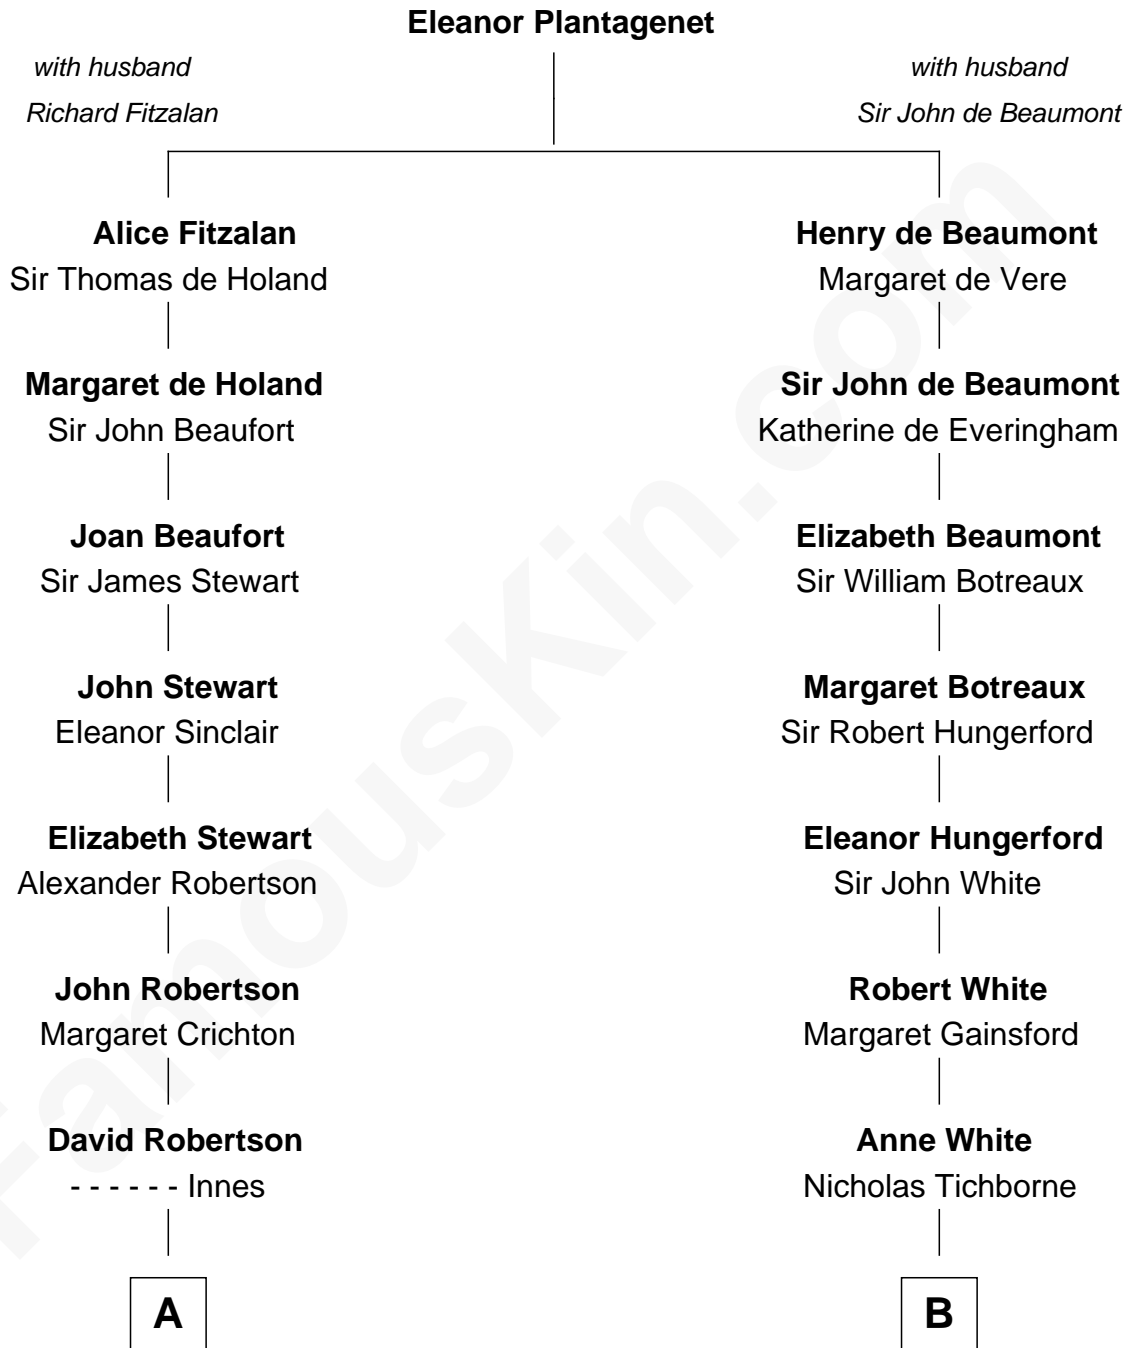 Eleanor Plantagenet
with husband
Richard Fitzalan
with husband
Sir John de Beaumont
Alice Fitzalan
Sir Thomas de Holand
Margaret de Holand
Sir John Beaufort
Joan Beaufort
Sir James Stewart
John Stewart
Eleanor Sinclair
Elizabeth Stewart
Alexander Robertson
John Robertson
Margaret Crichton
David Robertson
- - - - - - Innes
A
Henry de Beaumont
Margaret de Vere
Sir John de Beaumont
Katherine de Everingham
Elizabeth Beaumont
Sir William Botreaux
Margaret Botreaux
Sir Robert Hungerford
Eleanor Hungerford
Sir John White
Robert White
Margaret Gainsford
Anne White
Nicholas Tichborne
B
FamousKin.com